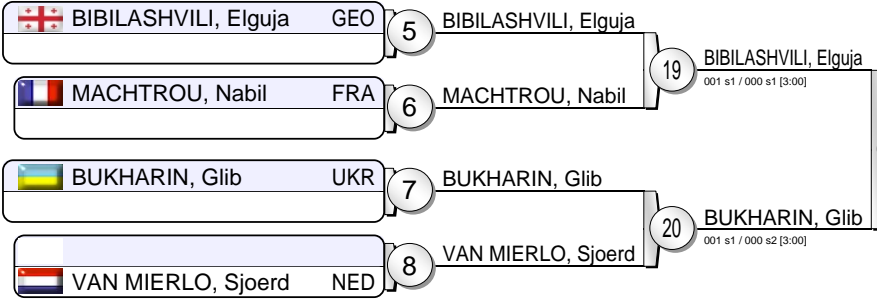 BIBILASHVILI, Elguja GEO
5
BIBILASHVILI, Elguja
MACHTROU, Nabil FRA
6
MACHTROU, Nabil
19
BIBILASHVILI, Elguja
001 s1 / 000 s1 [3:00]
BUKHARIN, Glib UKR
7
BUKHARIN, Glib
VAN MIERLO, Sjoerd NED
8
VAN MIERLO, Sjoerd
20
BUKHARIN, Glib
001 s1 / 000 s2 [3:00]